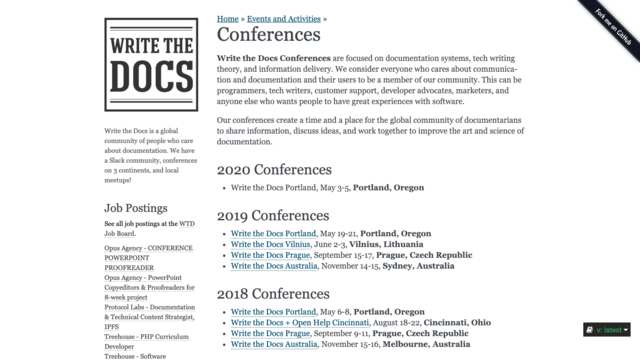 Home » Events and Activities »
Fork me on GitHub
WRITE THE
DOCS
Conferences
Write the Docs Conferences are focused on documentation systems, tech writing
theory, and information delivery. We consider everyone who cares about communica-
tion and documentation and their users to be a member of our community. This can be
programmers, tech writers, customer support, developer advocates, marketers, and
anyone else who wants people to have great experiences with software.
Our conferences create a time and a place for the global community of documentarians
to share information, discuss ideas, and work together to improve the art and science of
documentation.
Write the Docs is a global
community of people who care
about documentation. We have
a Slack community, conferences
on 3 continents, and local
meetups!
Job Postings
See all job postings at the WTD
Job Board.
Opus Agency - CONFERENCE
POWERPOINT
PROOFREADER
Opus Agency - PowerPoint
Copyeditors & Proofreaders for
8-week project
Protocol Labs - Documentation
& Technical Content Strategist,
IPFS
Treehouse - PHP Curriculum
Developer
Treehouse - Software
2020 Conferences
• Write the Docs Portland, May 3-5, Portland, Oregon
2019 Conferences
• Write the Docs Portland, May 19-21, Portland, Oregon
• Write the Docs Vilnius, June 2-3, Vilnius, Lithuania
• Write the Docs Prague, September 15-17, Prague, Czech Republic
• Write the Docs Australia, November 14-15, Sydney, Australia
2018 Conferences
• Write the Docs Portland, May 6-8, Portland, Oregon
• Write the Docs + Open Help Cincinnati, August 18-22, Cincinnati, Ohio
• Write the Docs Prague, September 9-11, Prague, Czech Republic
• Write the Docs Australia, November 15-16, Melbourne, Australia
v: latest